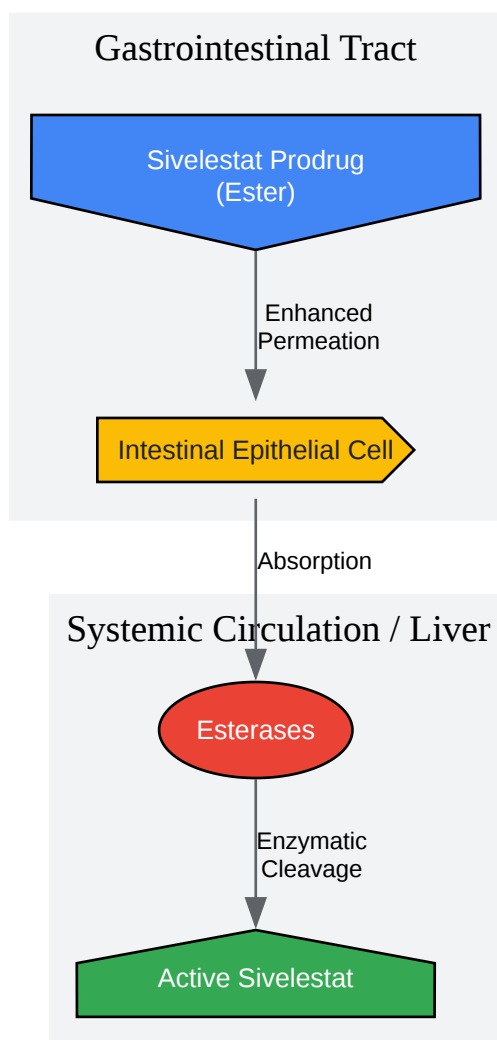 Gastrointestinal Tract
Sivelestat Prodrug
(Ester)
Enhanced
Permeation
Intestinal Epithelial Cell
Absorption
Systemic Circulation / Liver
Esterases
Enzymatic
Cleavage
Active Sivelestat